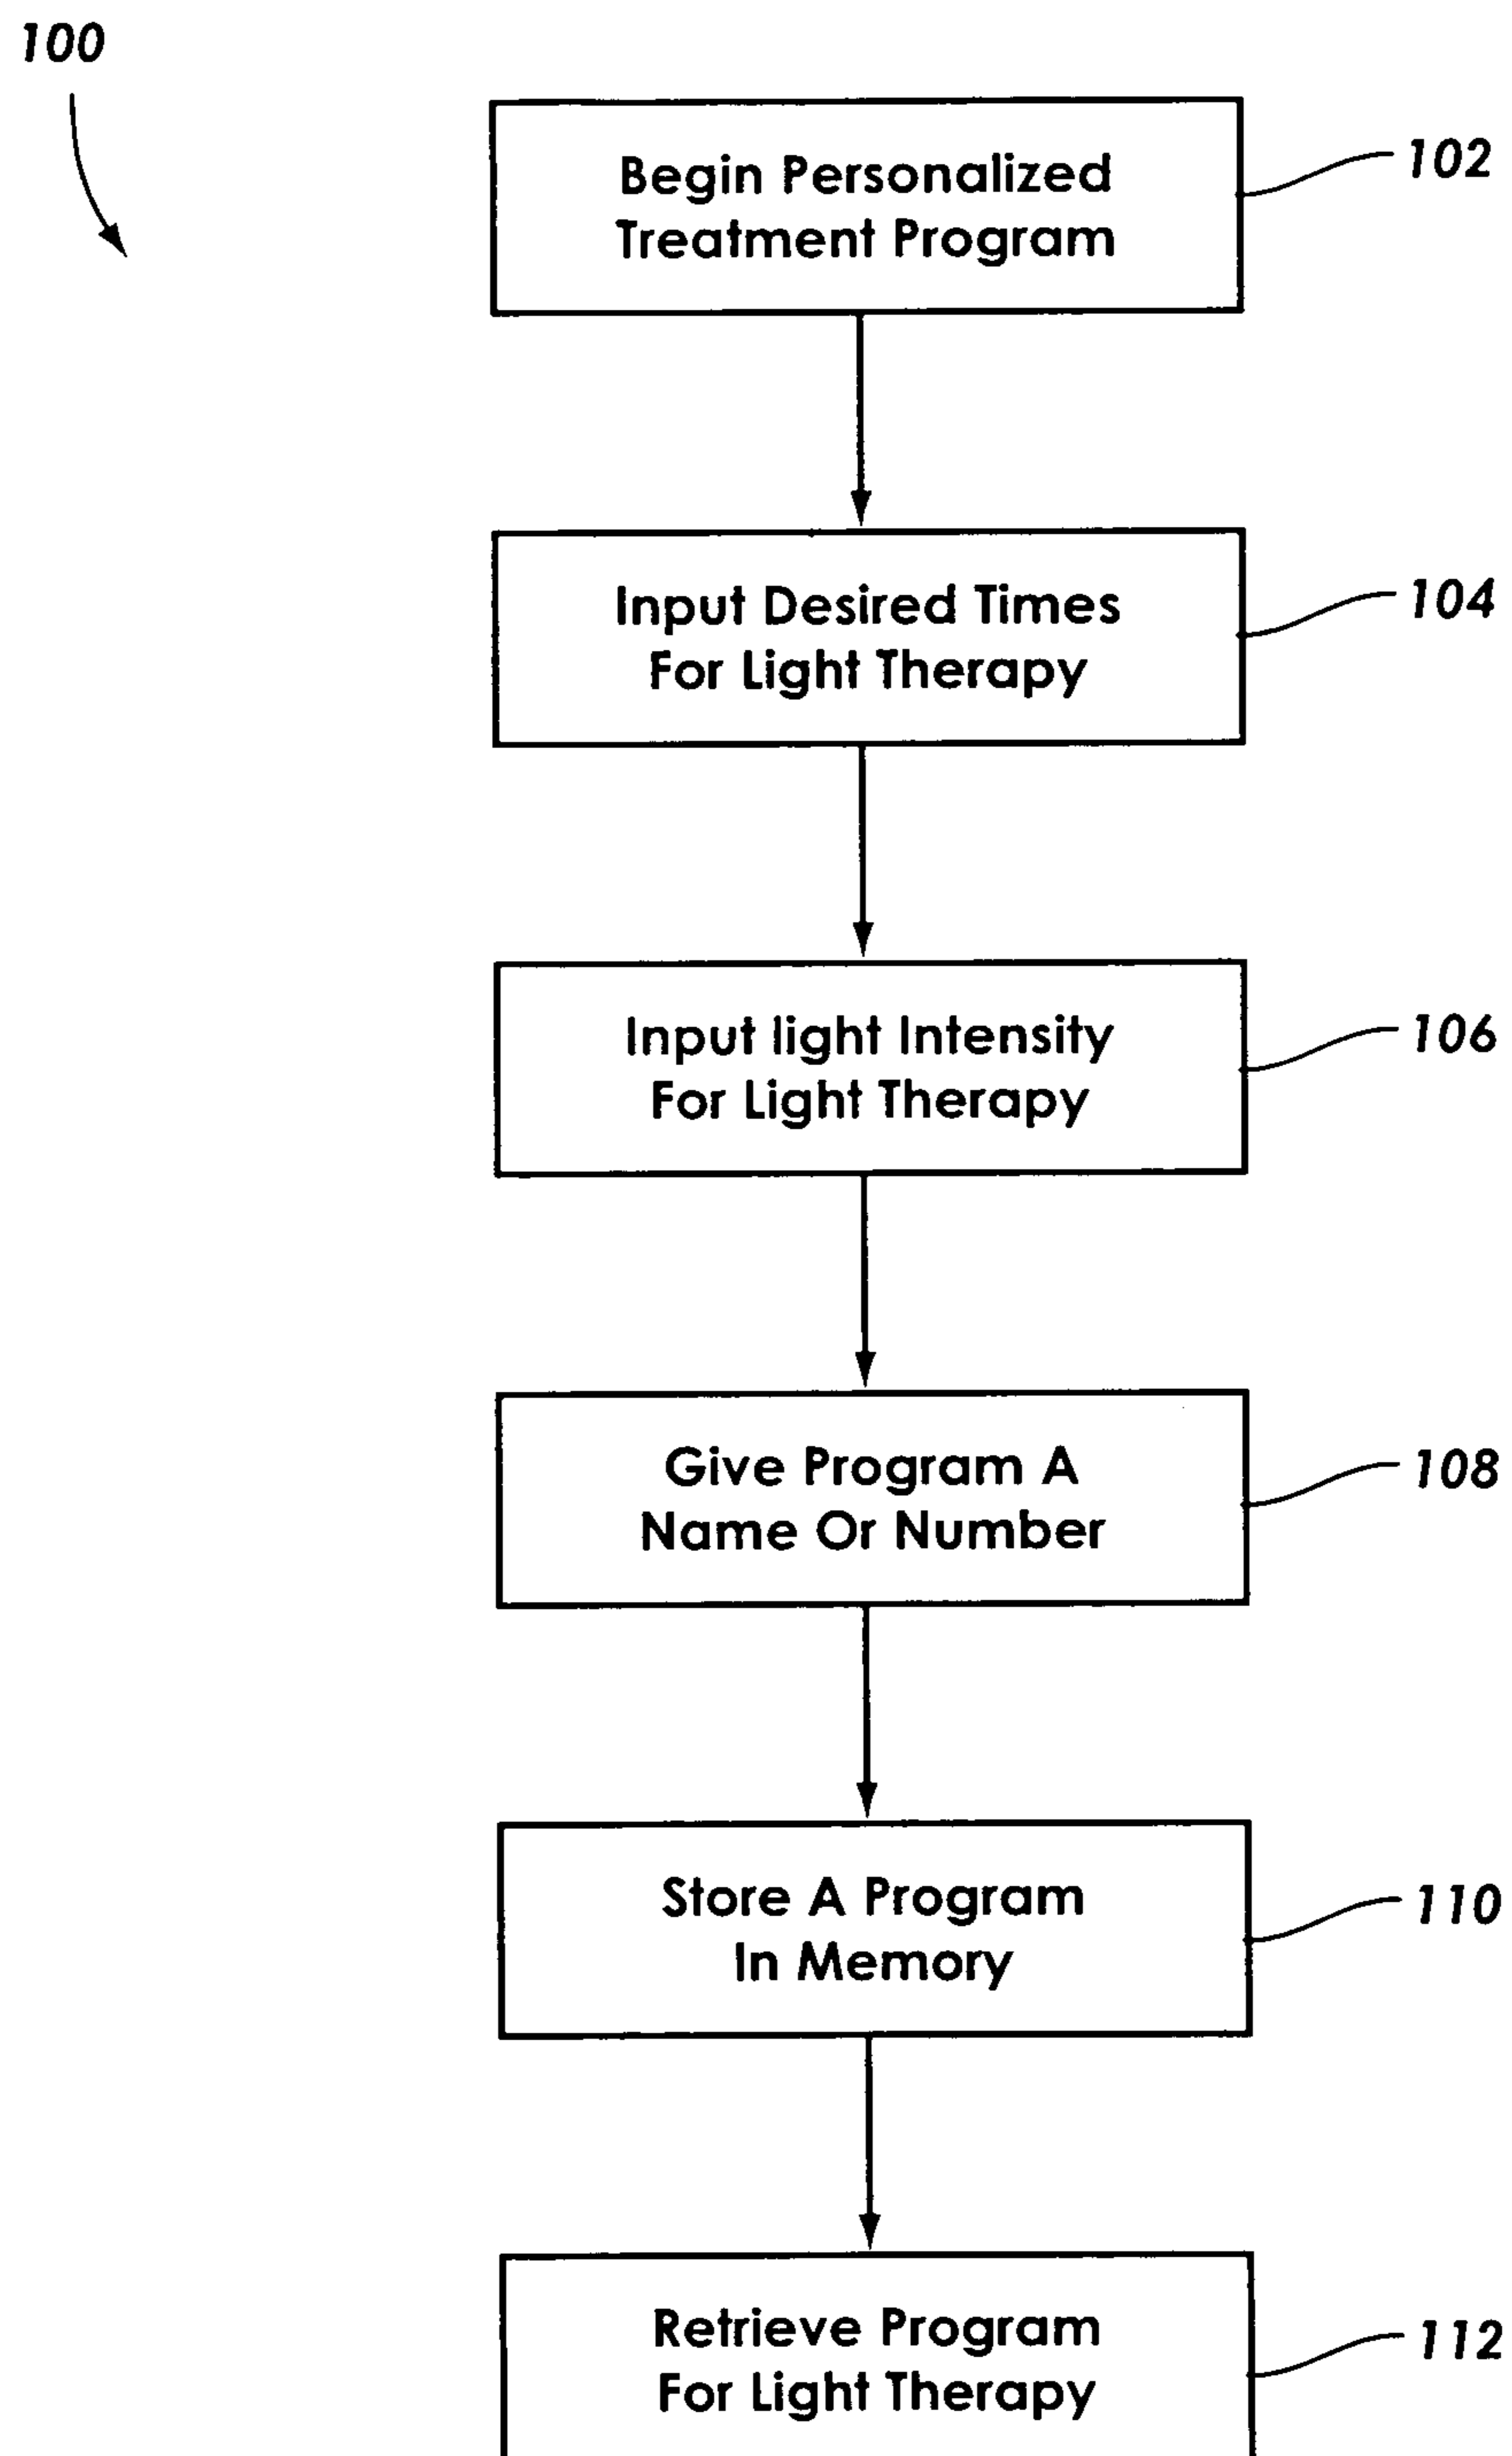 100
Begin Personalized
Treatment Program
102
Input Desired Times
For Light Therapy
104
Input light Intensity
For Light Therapy
106
Give Program A
Name Or Number
108
Store A Program
In Memory
110
Retrieve Program
For Light Therapy
112